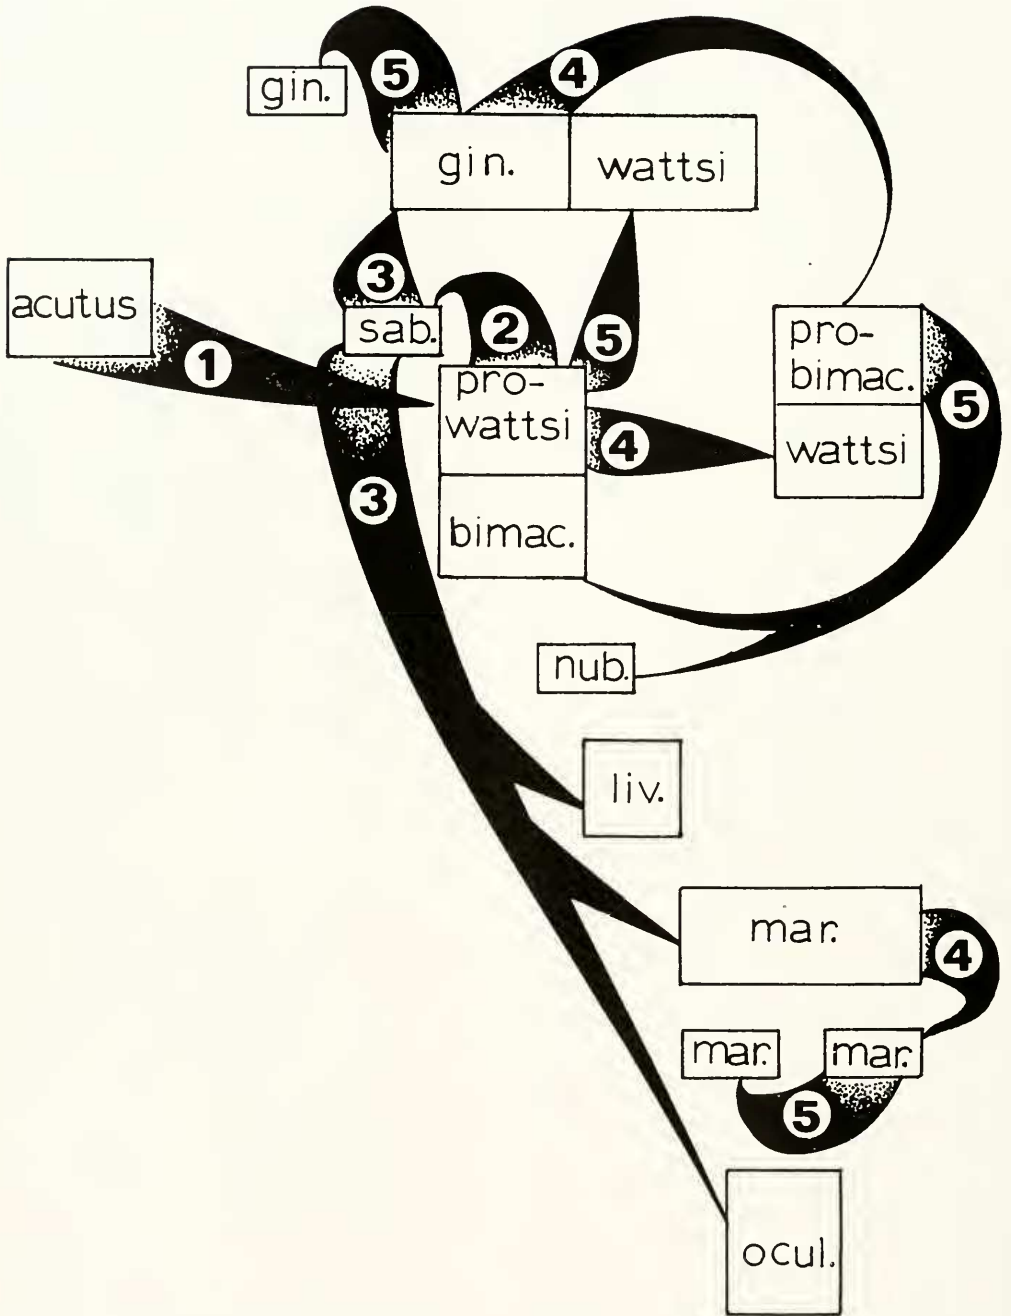 5
4
gin.
gin.
wattsi
3
acutus
sab.
2
5
1
pro-
wattsi
pro-
bimac.
5
4
wattsi
3
bimac.
nub.
liv.
mar.
4
mar.
mar.
5
ocul.